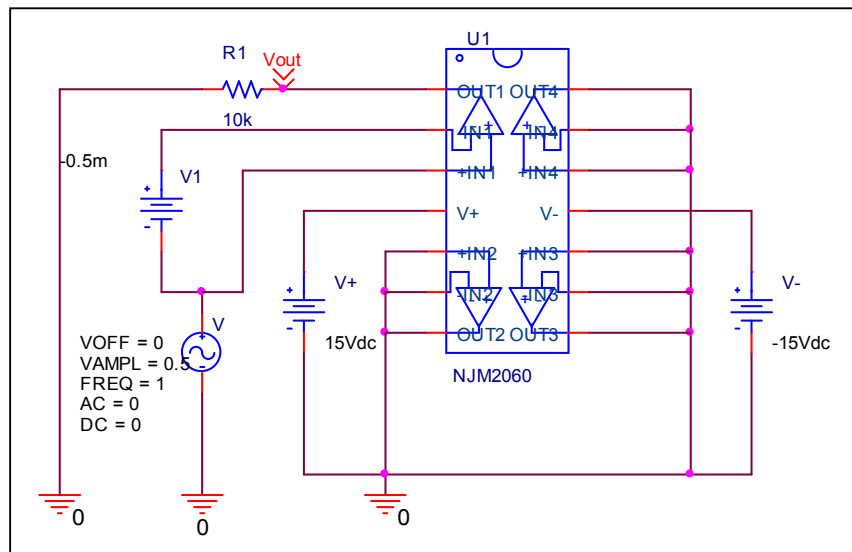 U1
R1
Vout
OUT1
OUT4
10k
-IN1
-IN4
-0.5m
V1
+IN1
+IN4
V+
V-
+IN2
+IN3
V+
V-
-IN2
-IN3
V
VOFF = 0
15Vdc
OUT2
OUT3
-15Vdc
VAMPL = 0.5
FREQ = 1
NJM2060
AC = 0
DC = 0
0
0
0